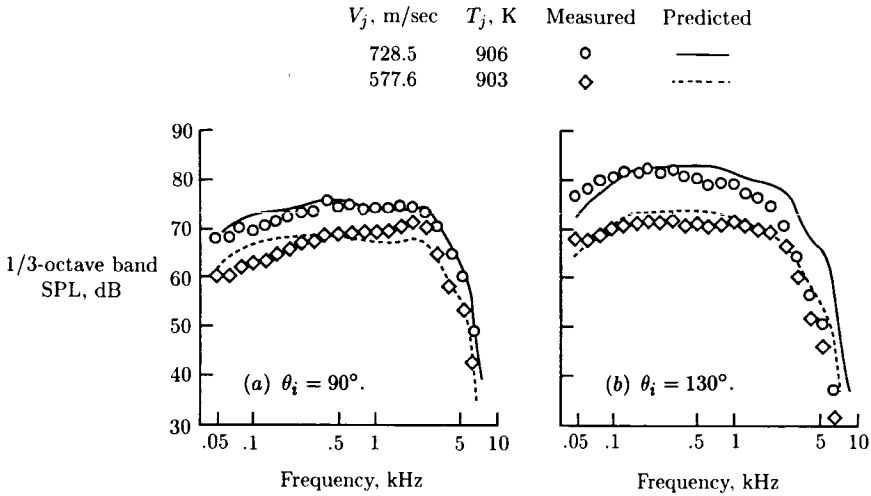 V_j, m/sec T_j, K Measured Predicted
728.5 906
577.6 903
90
80
70
60
50
40
30
1/3-octave band
SPL, dB
(a) θ_i = 90°.
(b) θ_i = 130°.
.05 .1 .5 1 5 10
.05 .1 .5 1 5 10
Frequency, kHz
Frequency, kHz